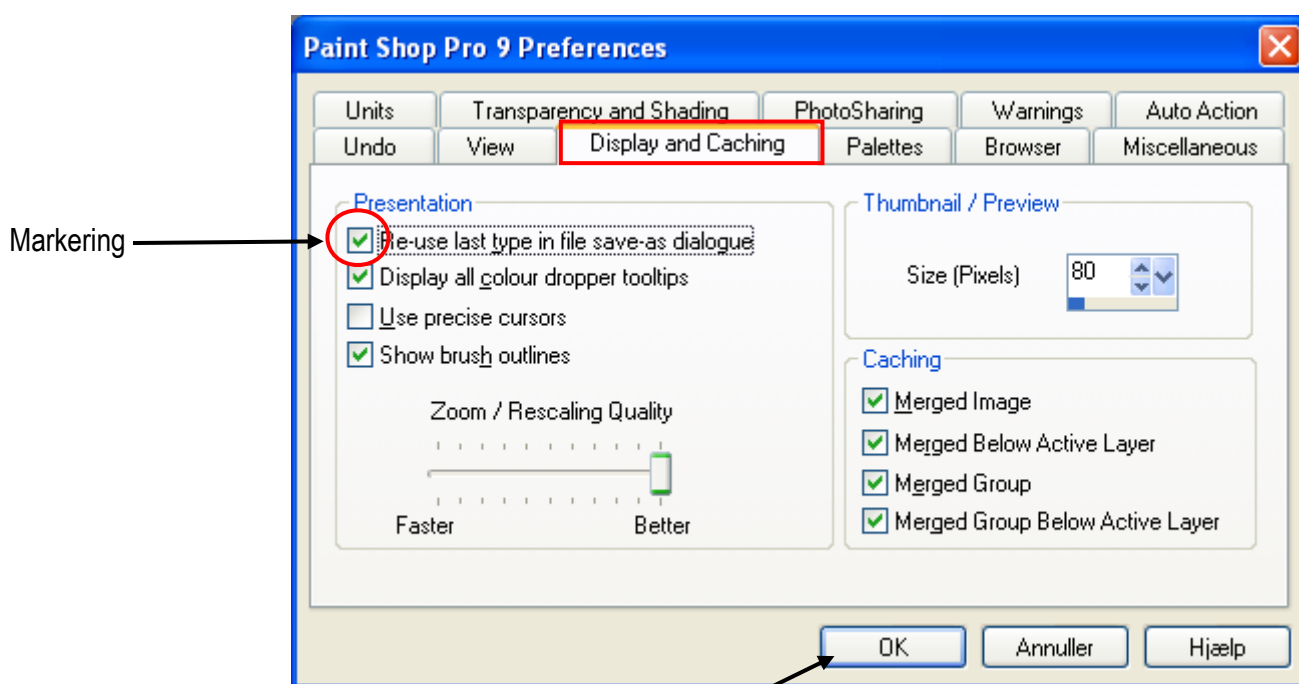 Paint Shop Pro 9 Preferences
Units Transparency and Shading PhotoSharing Warnings Auto Action
Undo View Display and Caching Palettes Browser Miscellaneous
Presentation
Markering
Re-use last type in file save-as dialogue
Display all colour dropper tooltips
Use precise cursors
Show brush outlines
Zoom / Rescaling Quality
Faster Better
Thumbnail / Preview
Size (Pixels) 80
Caching
Merged Image
Merged Below Active Layer
Merged Group
Merged Group Below Active Layer
OK Annuller Hjælp